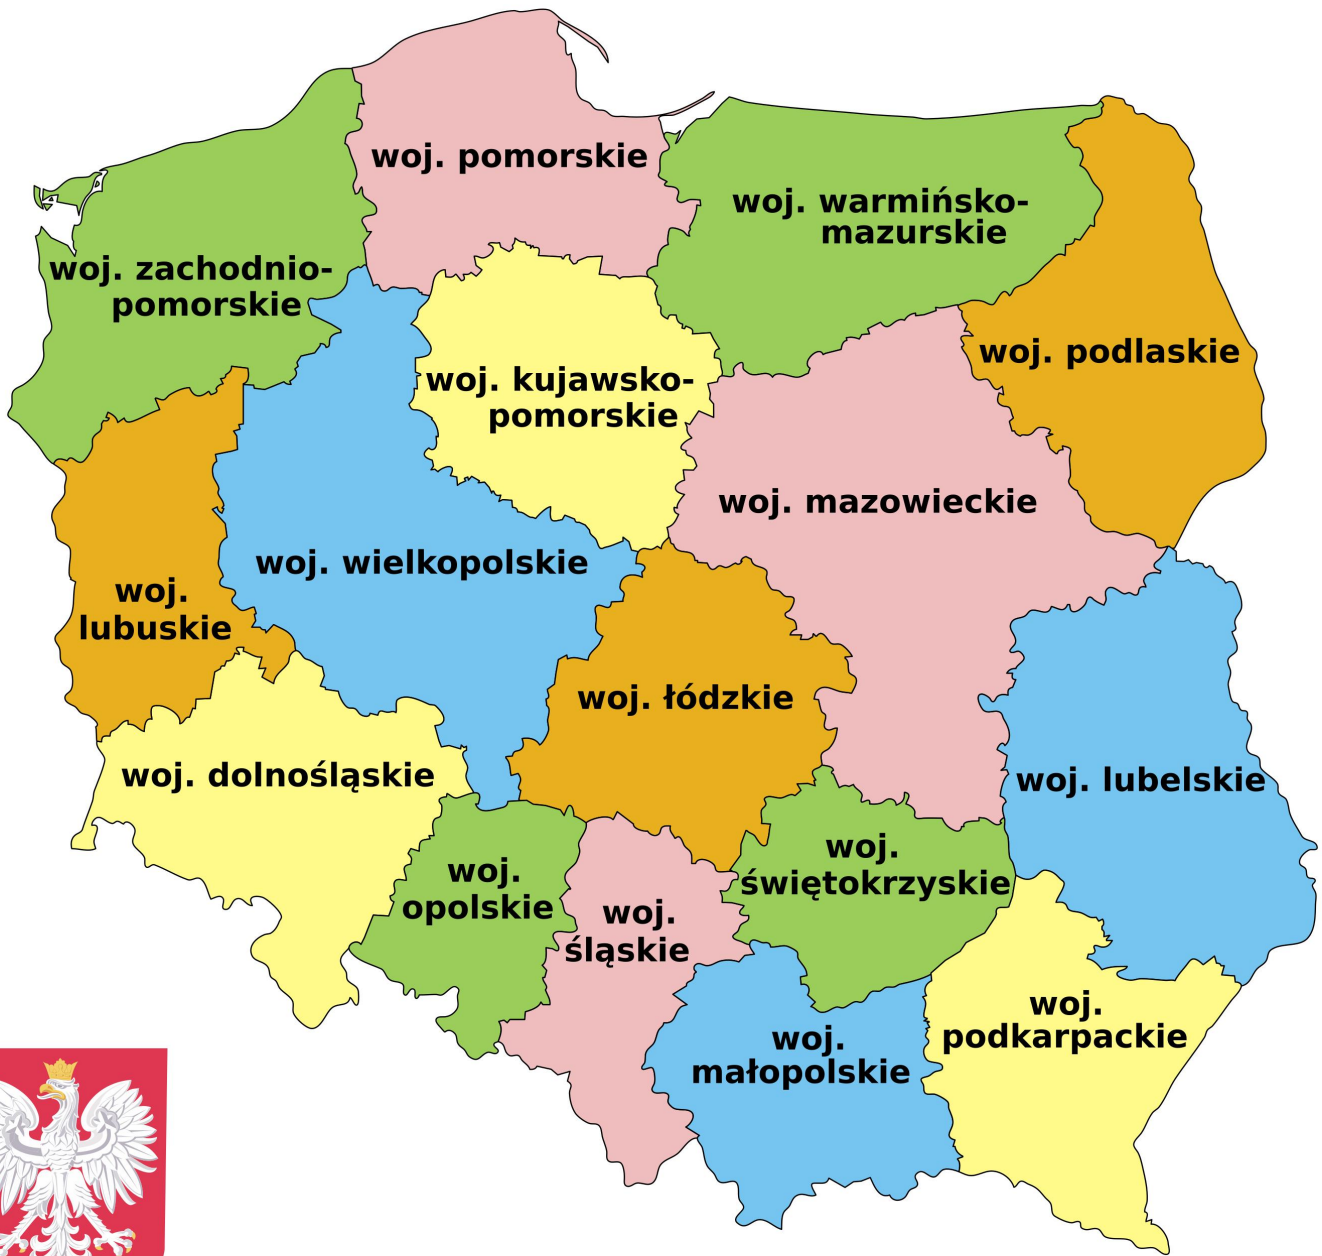 woj. pomorskie
woj. warmińsko-
mazurskie
woj. zachodnio-
pomorskie
woj. podlaskie
woj. kujawsko-
pomorskie
woj. mazowieckie
woj. wielkopolskie
woj.
lubuskie
woj. łódzkie
woj. dolnośląskie
woj. lubelskie
woj.
świętokrzyskie
woj.
opolskie
woj.
śląskie
woj.
podkarpackie
woj.
małopolskie